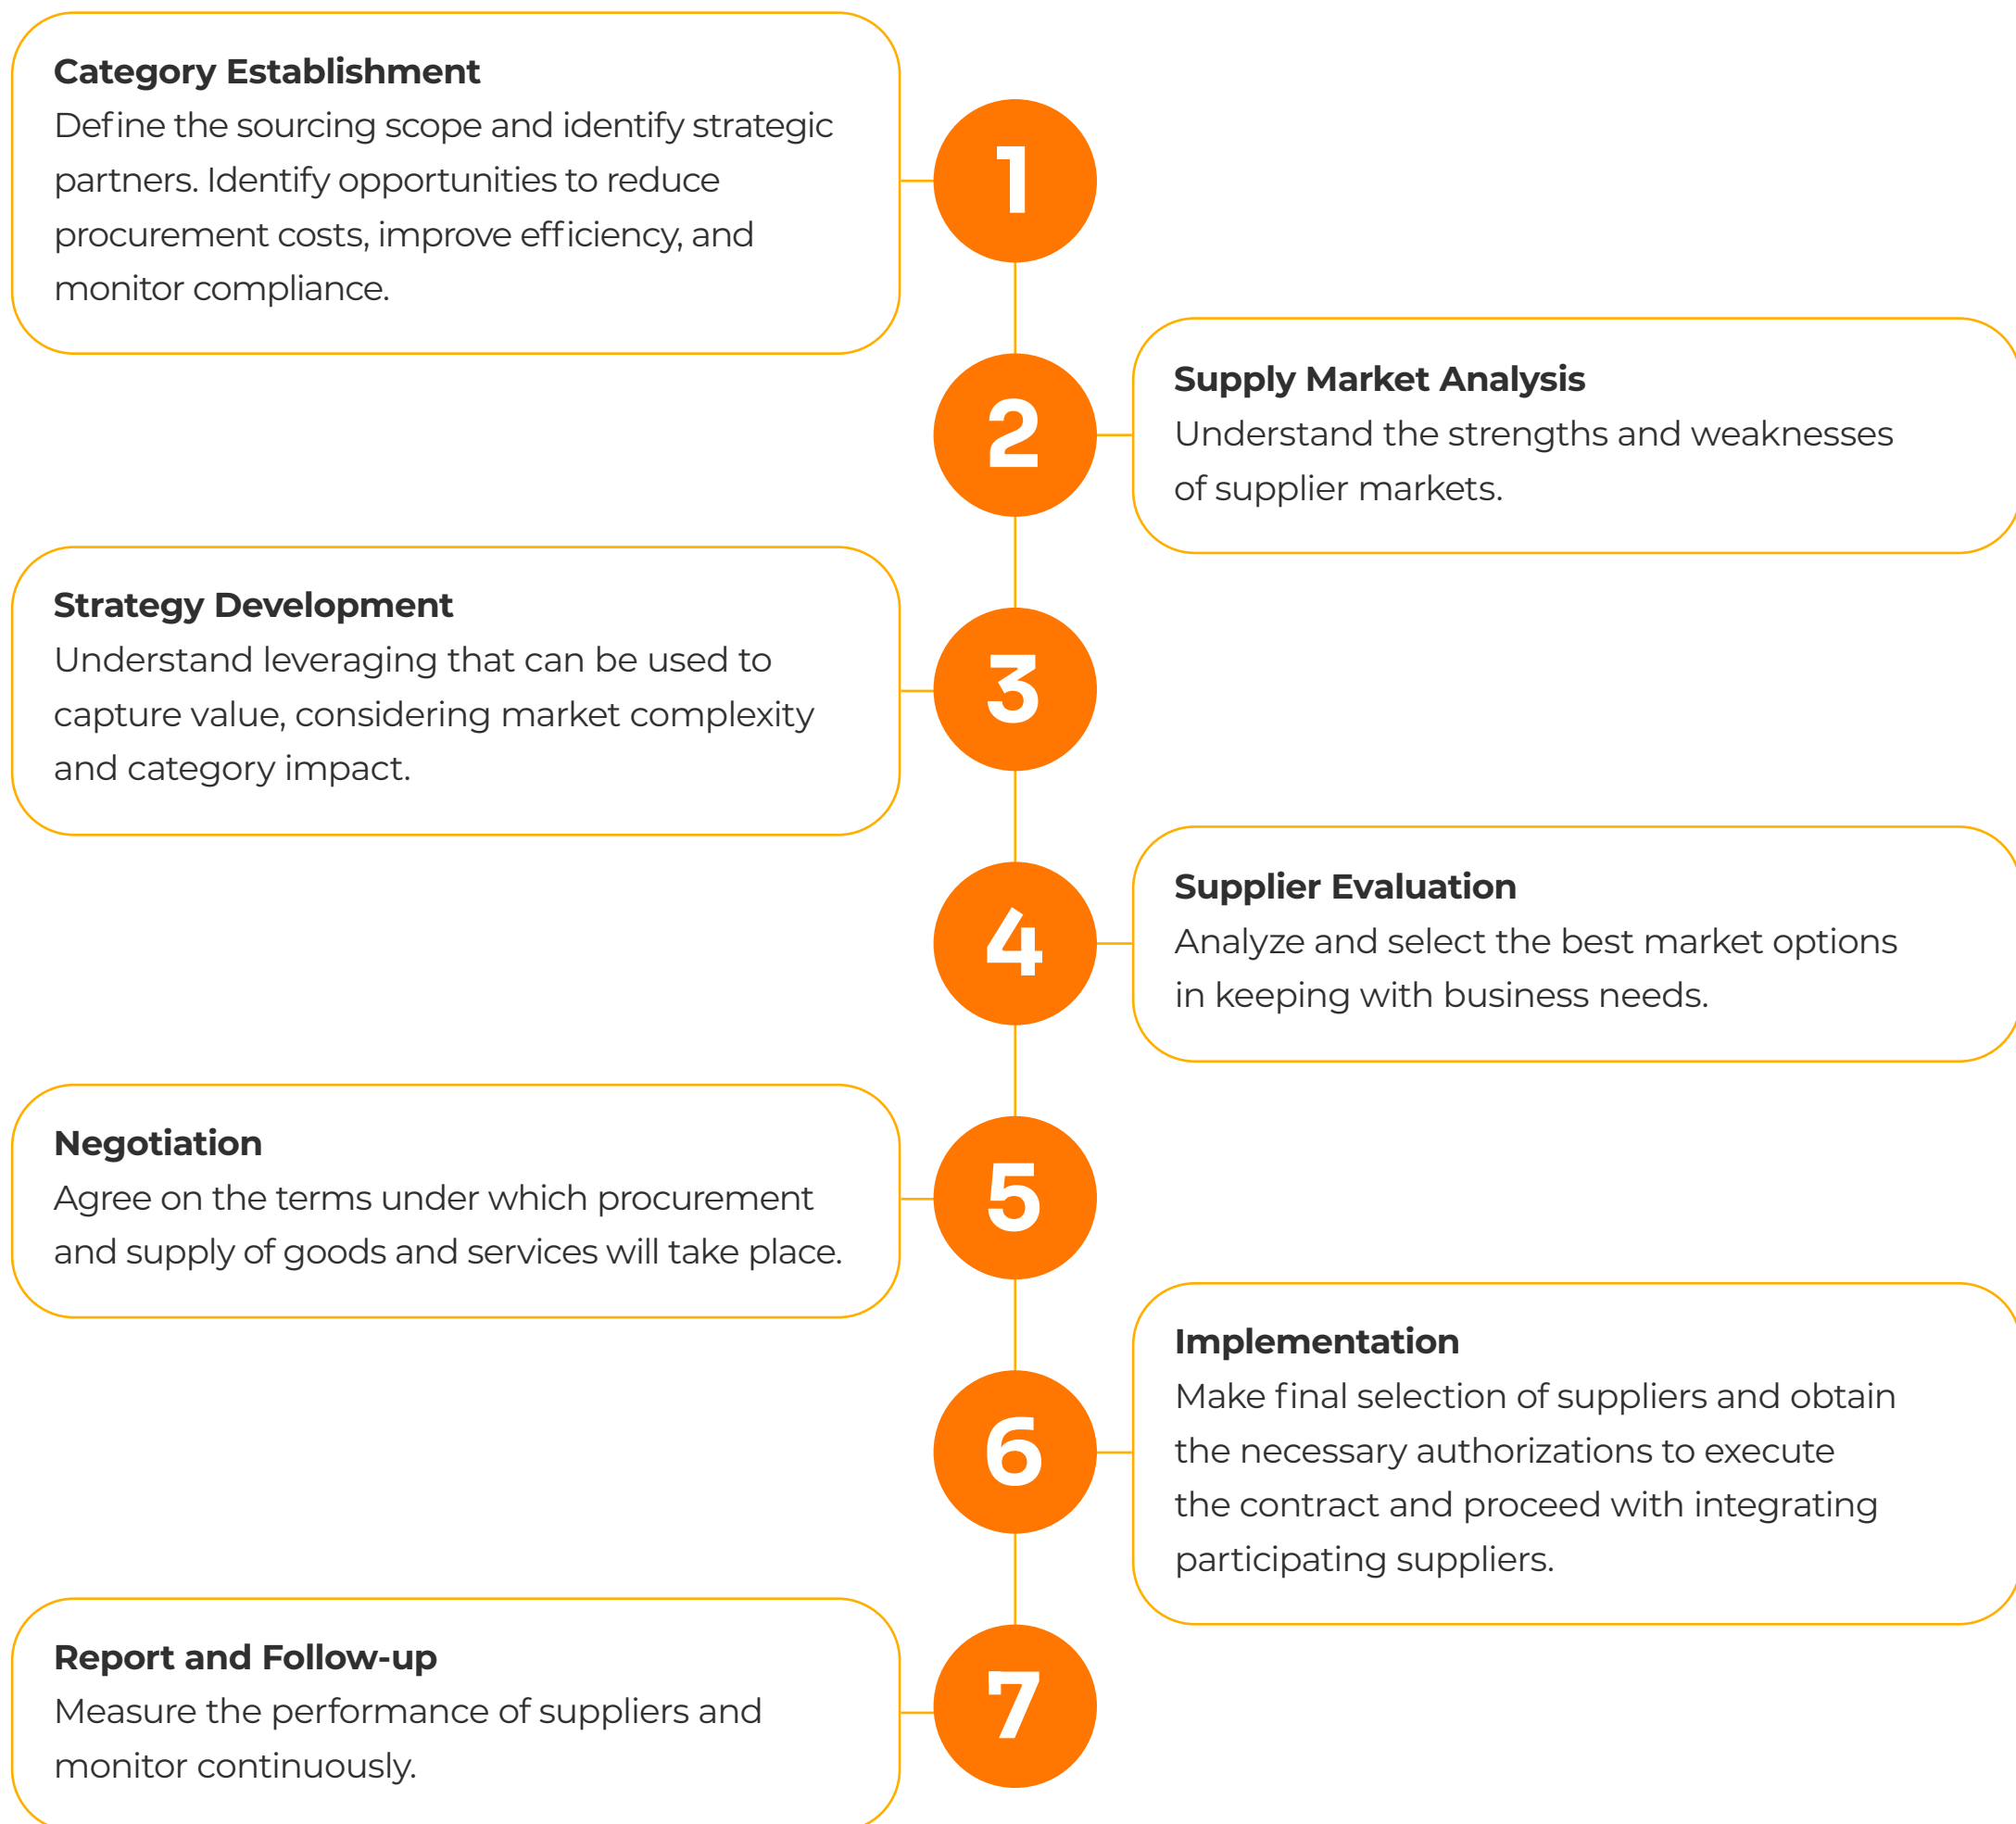 Category Establishment
Define the sourcing scope and identify strategic
partners. Identify opportunities to reduce
procurement costs, improve efficiency, and
monitor compliance.
1
2
Supply Market Analysis
Understand the strengths and weaknesses
of supplier markets.
Strategy Development
Understand leveraging that can be used to
capture value, considering market complexity
and category impact.
3
4
Supplier Evaluation
Analyze and select the best market options
in keeping with business needs.
Negotiation
Agree on the terms under which procurement
and supply of goods and services will take place.
5
6
Implementation
Make final selection of suppliers and obtain
the necessary authorizations to execute
the contract and proceed with integrating
participating suppliers.
Report and Follow-up
Measure the performance of suppliers and
monitor continuously.
7